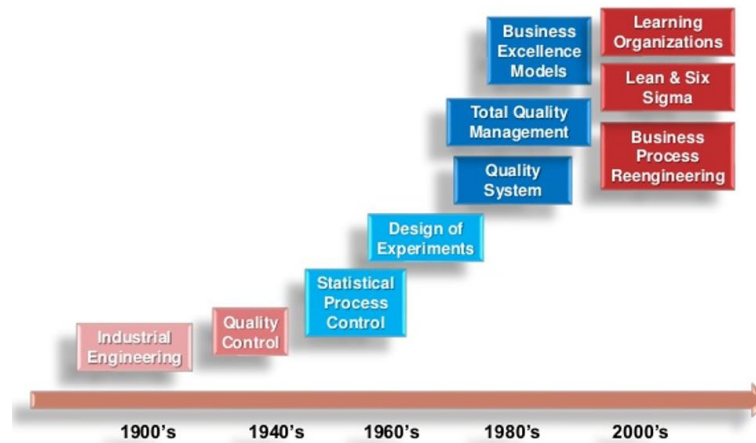 Business
Excellence
Models
Learning
Organizations
Lean & Six
Sigma
Total Quality
Management
Business
Process
Reengineering
Quality
System
Design of
Experiments
Statistical
Process
Control
Quality
Control
Industrial
Engineering
1900's
1940's
1960's
1980's
2000's